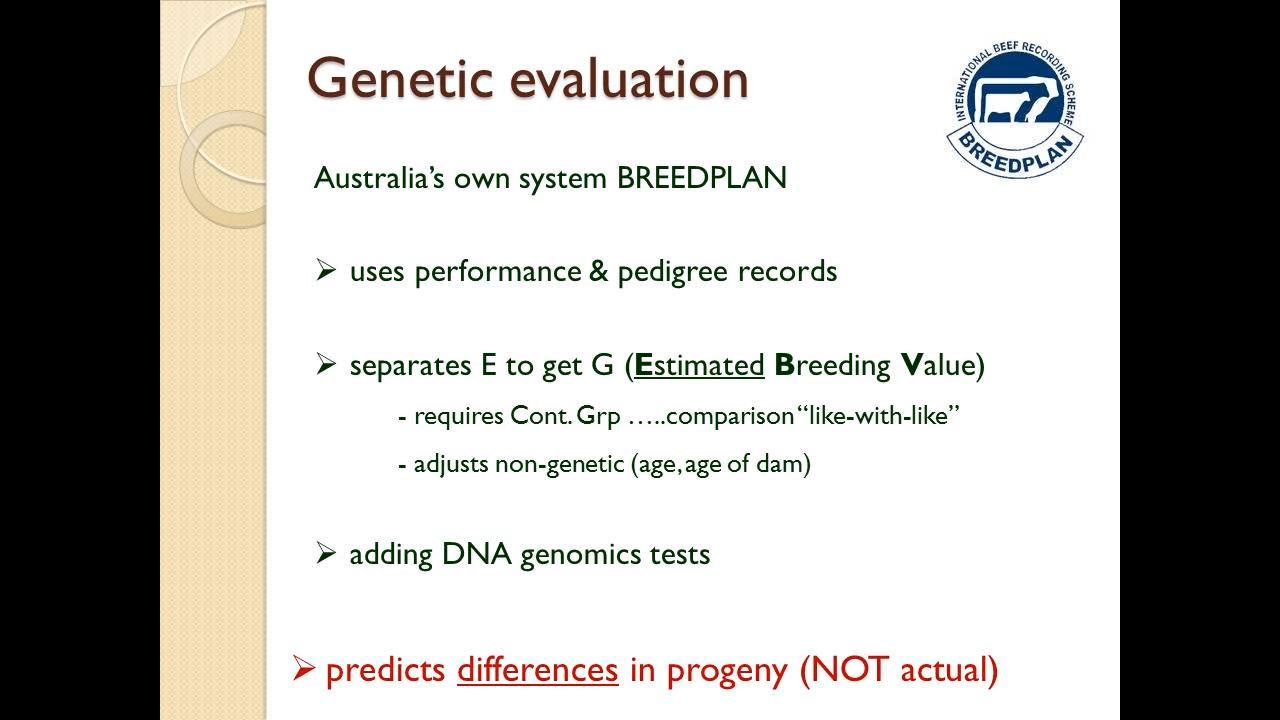 Genetic evaluation
INTERNATIONAL BEEF RECORDING SCHEME
BREEDPLAN
Australia’s own system BREEDPLAN
➢ uses performance & pedigree records
➢ separates E to get G (Estimated Breeding Value)
- requires Cont. Grp …..comparison “like-with-like”
- adjusts non-genetic (age, age of dam)
➢ adding DNA genomics tests
➢ predicts differences in progeny (NOT actual)